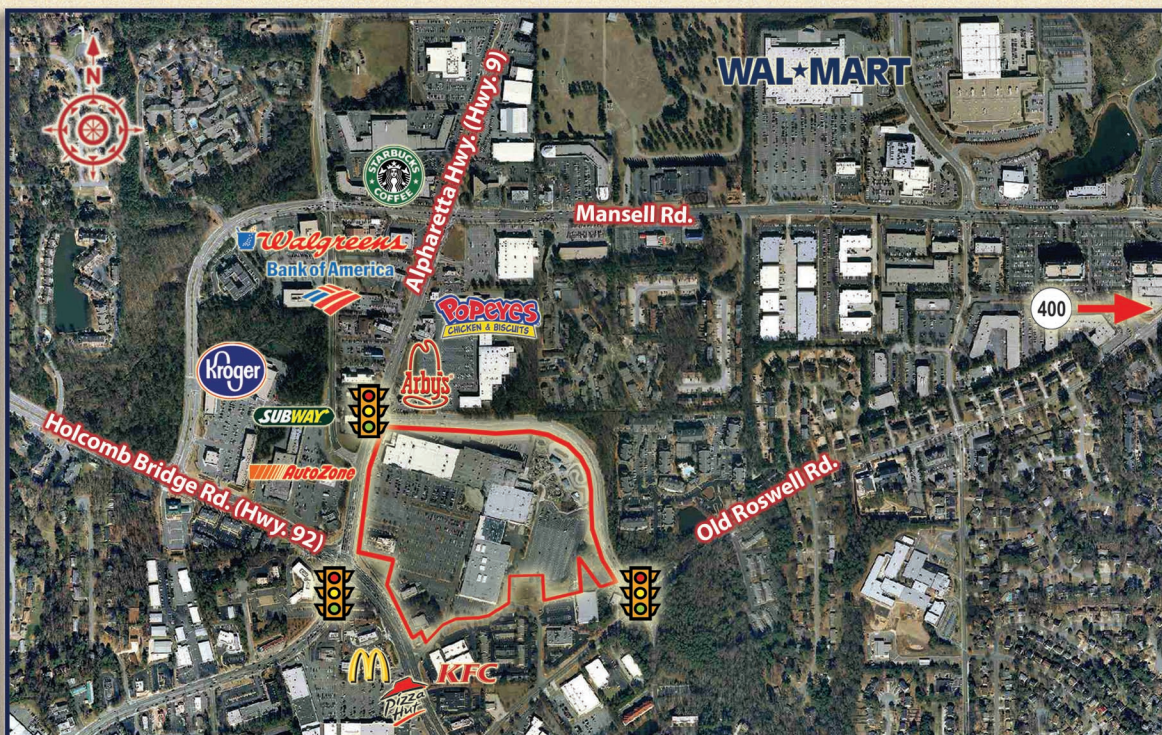 N
WAL★MART
STARBUCKS
COFFEE
Alpharetta Hwy. (Hwy. 9)
Mansell Rd.
Walgreens
Bank of America
POPEYES
CHICKEN & BISCUITS
400
Arby's
Kroger
SUBWAY
AutoZone
Holcomb Bridge Rd. (Hwy. 92)
Old Roswell Rd.
M
KFC
Pizza
Hut